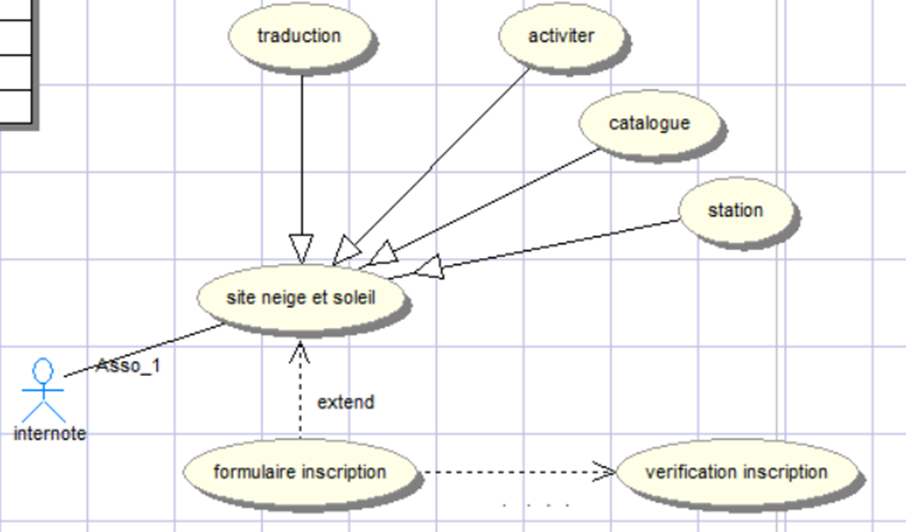 traduction
activiter
catalogue
station
site neige et soleil
Asso_1
extend
internote
formulaire inscription
verification inscription